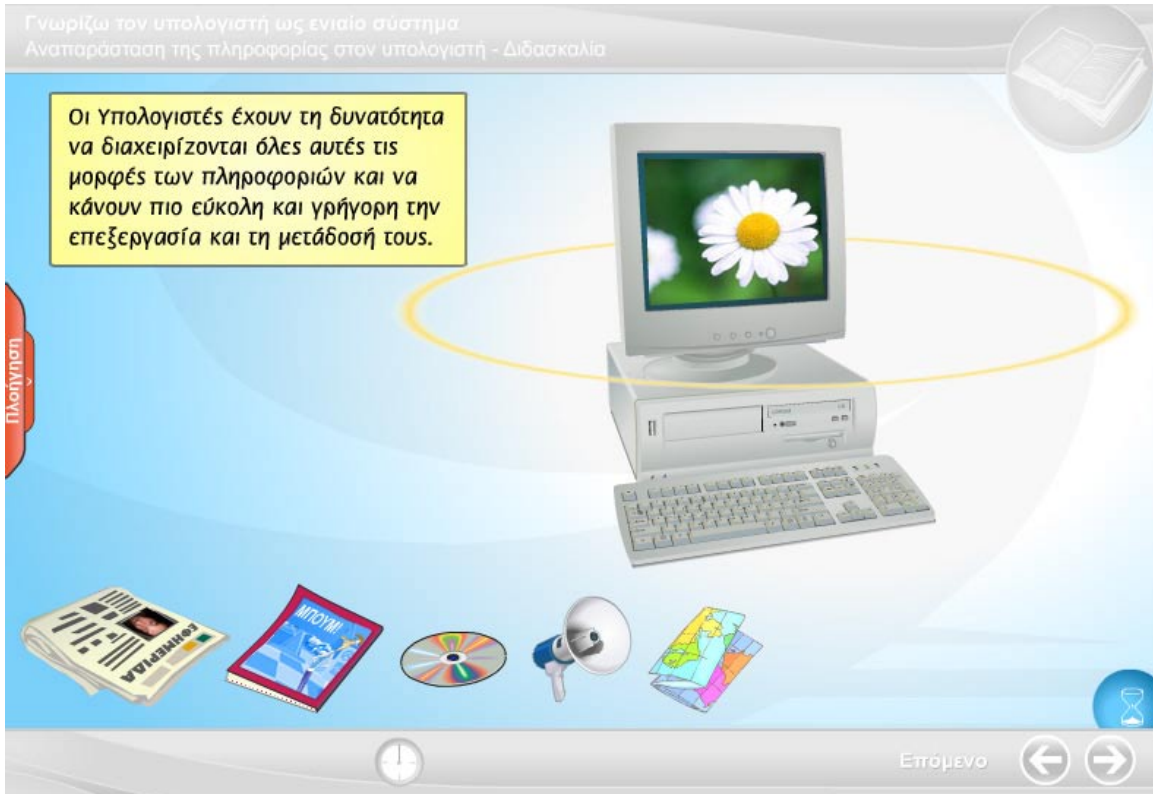 Γνωρίζω τον υπολογιστή ως ενιαίο σύστημα
Αναπαράσταση της πληροφορίας στον υπολογιστή - Διδασκαλία
Οι Υπολογιστές έχουν τη δυνατότητα
να διαχειρίζονται όλες αυτές τις
μορφές των πληροφοριών και να
κάνουν πιο εύκολη και γρήγορη την
επεξεργασία και τη μετάδοσή τους.
Πλοήγηση
ΕΦΗΜΕΡΙΔΑ
ΜΠΟΥΜ!
Επόμενο